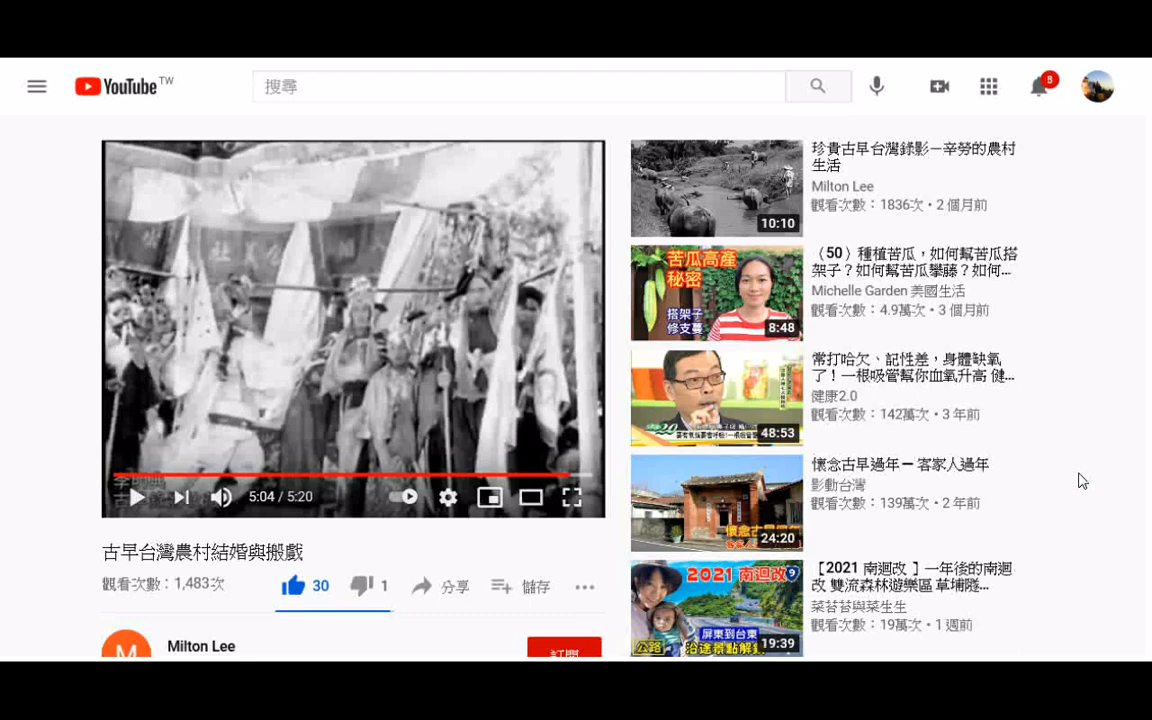 YouTube TW
搜尋
8
5:04 / 5:20
古早台灣農村結婚與搬戲
觀看次數：1,483次
30
1
分享
儲存
M
Milton Lee
訂閱
10:10
珍貴古早台灣錄影－辛勞的農村
生活
Milton Lee
觀看次數：1836次・2 個月前
苦瓜高產
秘密
搭架子
修支蔓
8:48
（50）種植苦瓜，如何幫苦瓜搭
架子？如何幫苦瓜攀藤？如何...
Michelle Garden 美國生活
觀看次數：4.9萬次・3 個月前
48:53
常打哈欠、記性差，身體缺氧
了！一根吸管幫你血氧升高 健...
健康2.0
觀看次數：142萬次・3 年前
24:20
懷念古早過年 ─ 客家人過年
影動台灣
觀看次數：139萬次・2 年前
2021 南迴改 9
屏東到台東
公路
沿途景點解
19:39
【2021 南迴改 】一年後的南迴
改 雙流森林遊樂區 草埔隧...
菜苔苔與菜生生
觀看次數：19萬次・1 週前